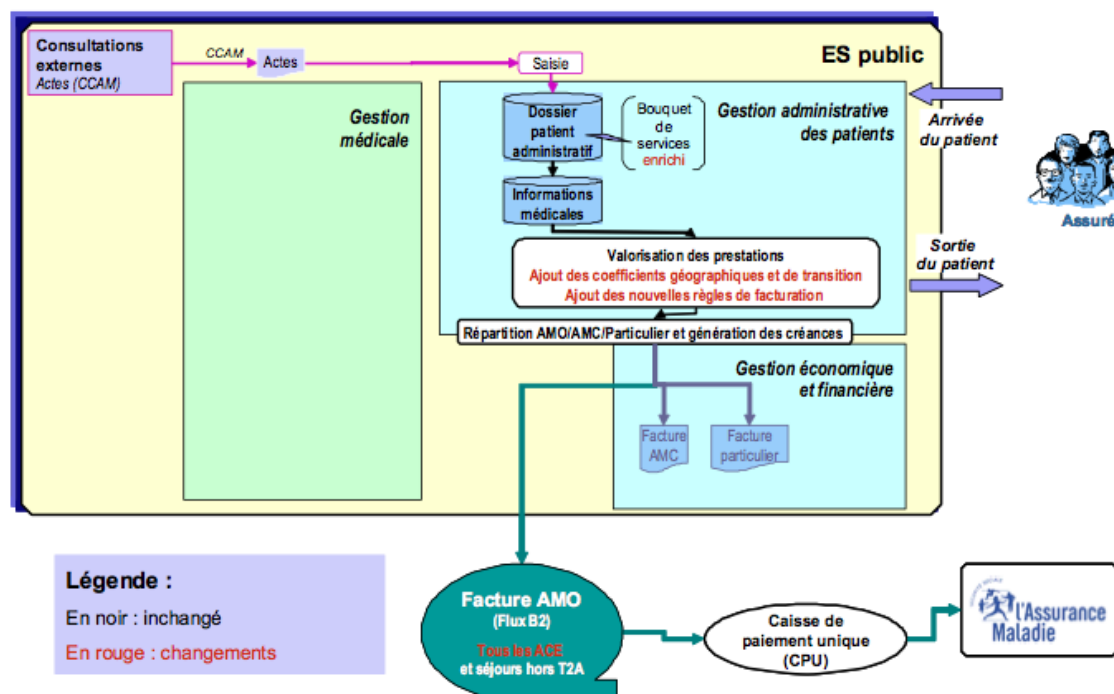 Consultations
externes
Actes (CCAM)
CCAM
Actes
Saisie
ES public
Gestion
médicale
Dossier
patient
administratif
Bouquet
de
services
enrichi
Gestion administrative
des patients
Arrivée
du patient
Assuré
Informations
médicales
Sortie
du patient
Valorisation des prestations
Ajout des coefficients géographiques et de transition
Ajout des nouvelles règles de facturation
Répartition AMO/AMC/Particulier et génération des créances
Gestion économique
et financière
Facture
AMC
Facture
particulier
Légende :
En noir : inchangé
En rouge : changements
Facture AMO
(Flux B2)
Tous les ACE
et séjours hors T2A
Caisse de
paiement unique
(CPU)
l'Assurance
Maladie